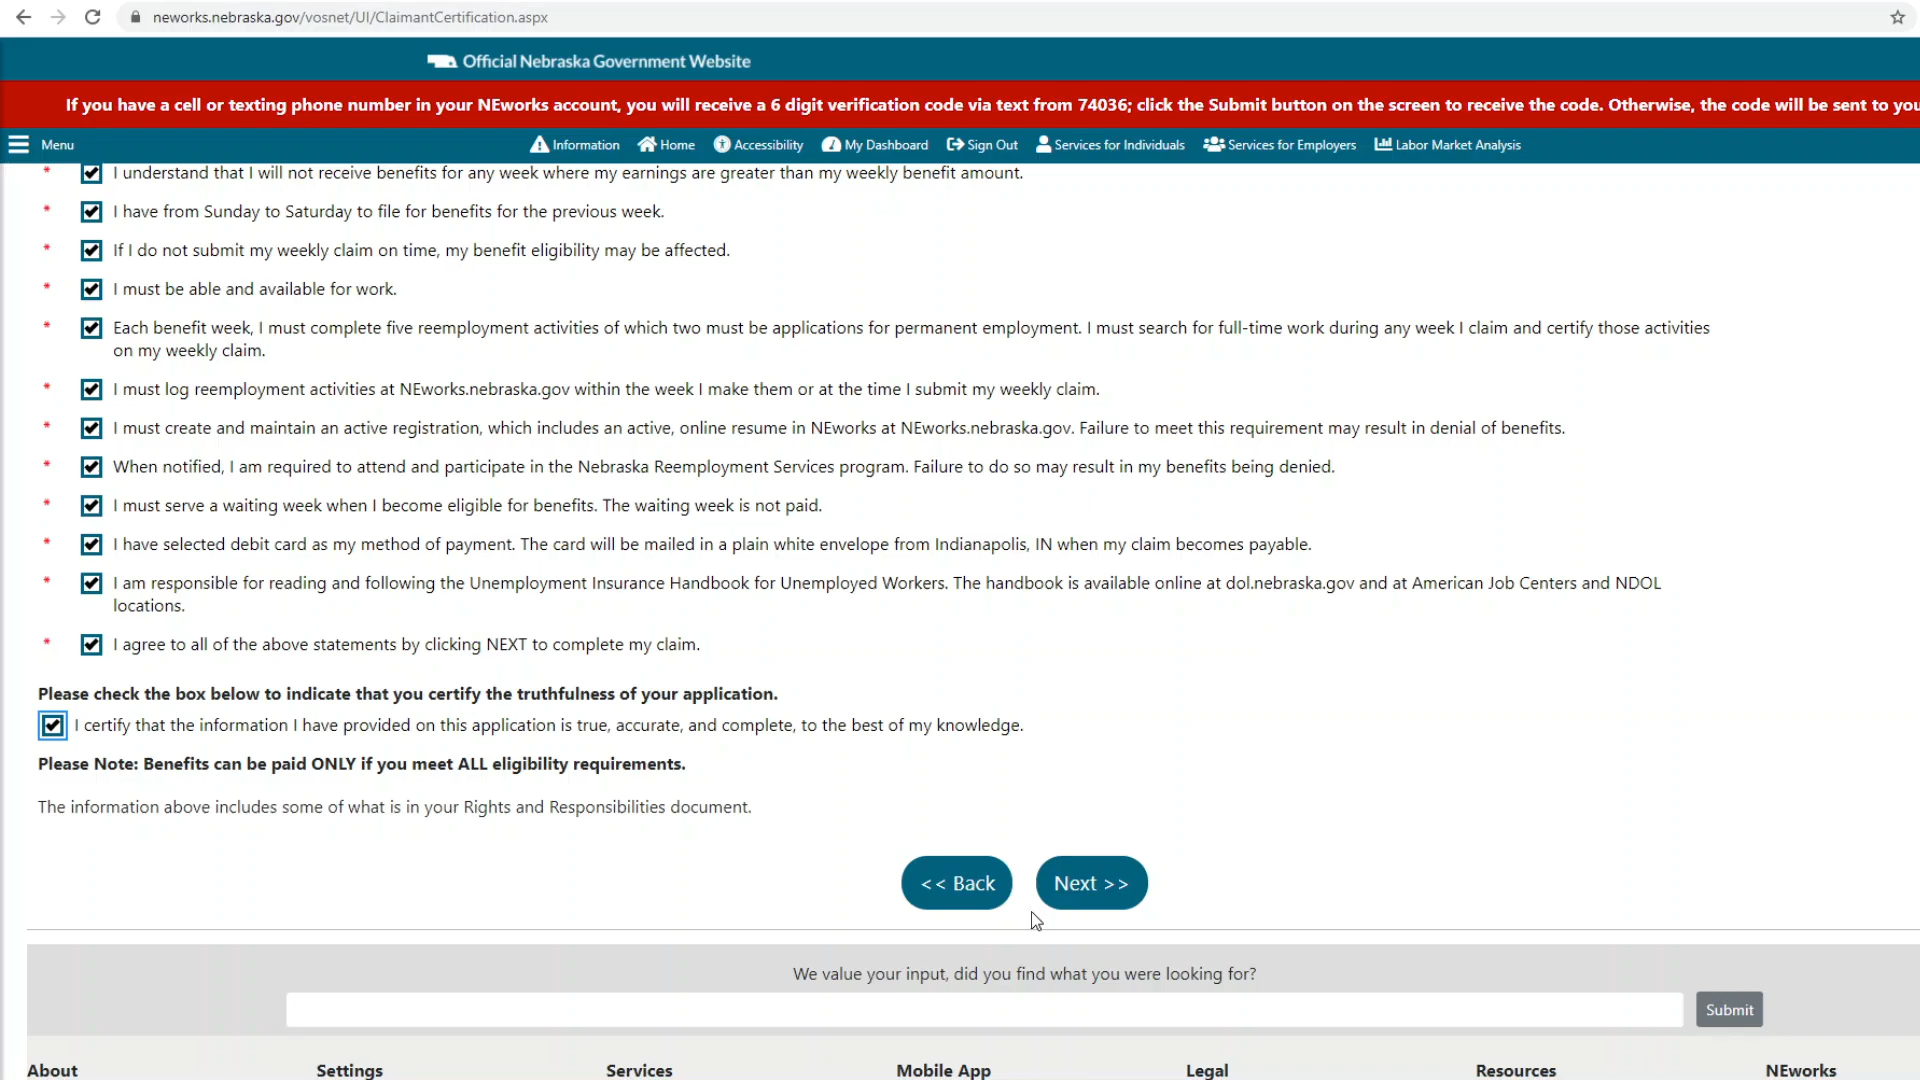 neworks.nebraska.gov/vosnet/UI/ClaimantCertification.aspx
Official Nebraska Government Website
If you have a cell or texting phone number in your NEworks account, you will receive a 6 digit verification code via text from 74036; click the Submit button on the screen to receive the code. Otherwise, the code will be sent to you
Menu
Information
Home
Accessibility
My Dashboard
Sign Out
Services for Individuals
Services for Employers
Labor Market Analysis
* I understand that I will not receive benefits for any week where my earnings are greater than my weekly benefit amount.
* I have from Sunday to Saturday to file for benefits for the previous week.
* If I do not submit my weekly claim on time, my benefit eligibility may be affected.
* I must be able and available for work.
* Each benefit week, I must complete five reemployment activities of which two must be applications for permanent employment. I must search for full-time work during any week I claim and certify those activities
on my weekly claim.
* I must log reemployment activities at NEworks.nebraska.gov within the week I make them or at the time I submit my weekly claim.
* I must create and maintain an active registration, which includes an active, online resume in NEworks at NEworks.nebraska.gov. Failure to meet this requirement may result in denial of benefits.
* When notified, I am required to attend and participate in the Nebraska Reemployment Services program. Failure to do so may result in my benefits being denied.
* I must serve a waiting week when I become eligible for benefits. The waiting week is not paid.
* I have selected debit card as my method of payment. The card will be mailed in a plain white envelope from Indianapolis, IN when my claim becomes payable.
* I am responsible for reading and following the Unemployment Insurance Handbook for Unemployed Workers. The handbook is available online at dol.nebraska.gov and at American Job Centers and NDOL
locations.
* I agree to all of the above statements by clicking NEXT to complete my claim.
Please check the box below to indicate that you certify the truthfulness of your application.
I certify that the information I have provided on this application is true, accurate, and complete, to the best of my knowledge.
Please Note: Benefits can be paid ONLY if you meet ALL eligibility requirements.
The information above includes some of what is in your Rights and Responsibilities document.
<< Back
Next >>
We value your input, did you find what you were looking for?
Submit
About
Settings
Services
Mobile App
Legal
Resources
NEworks